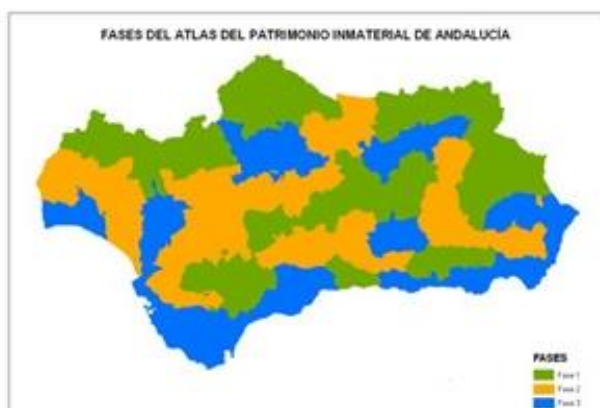 FASES DEL ATLAS DEL PATRIMONIO INMATERIAL DE ANDALUCÍA
FASES
Fase 1
Fase 2
Fase 3